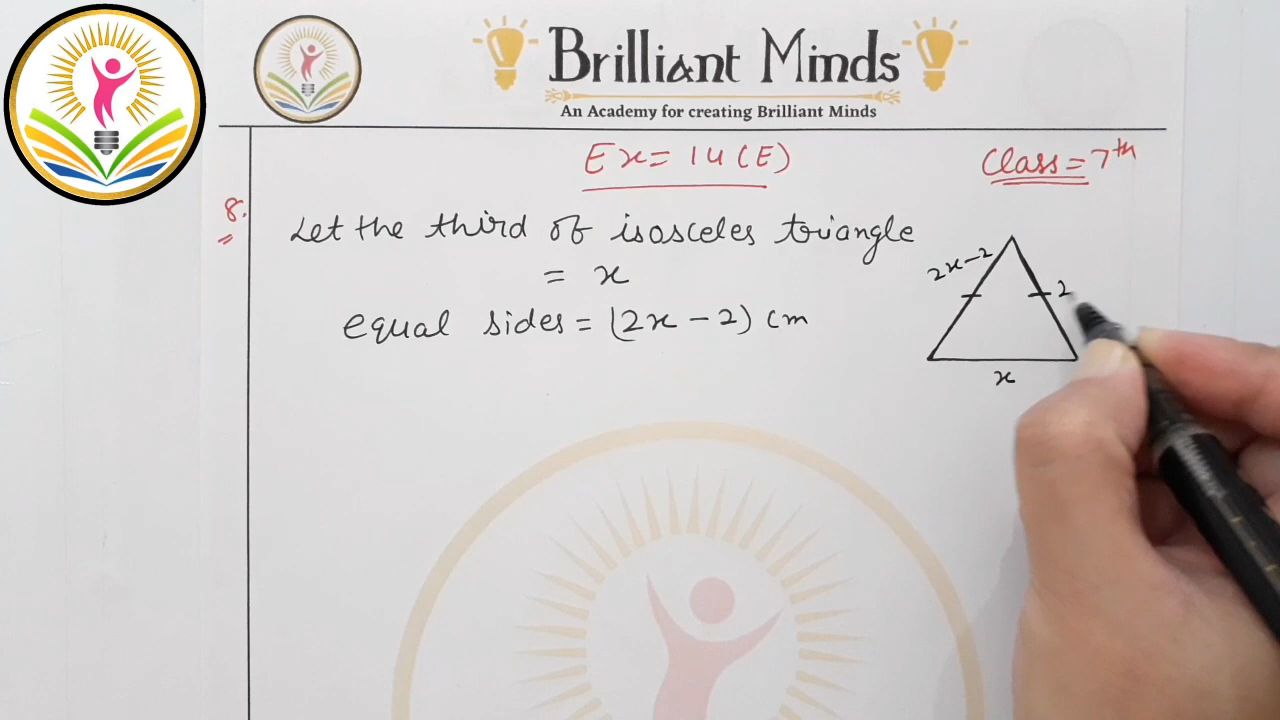 Brilliant Minds
An Academy for creating Brilliant Minds
Ex = 14 (E)
Class = 7th
8.
Let the third of isosceles triangle
= x
equal sides = (2x - 2) cm
2x - 2
2
x